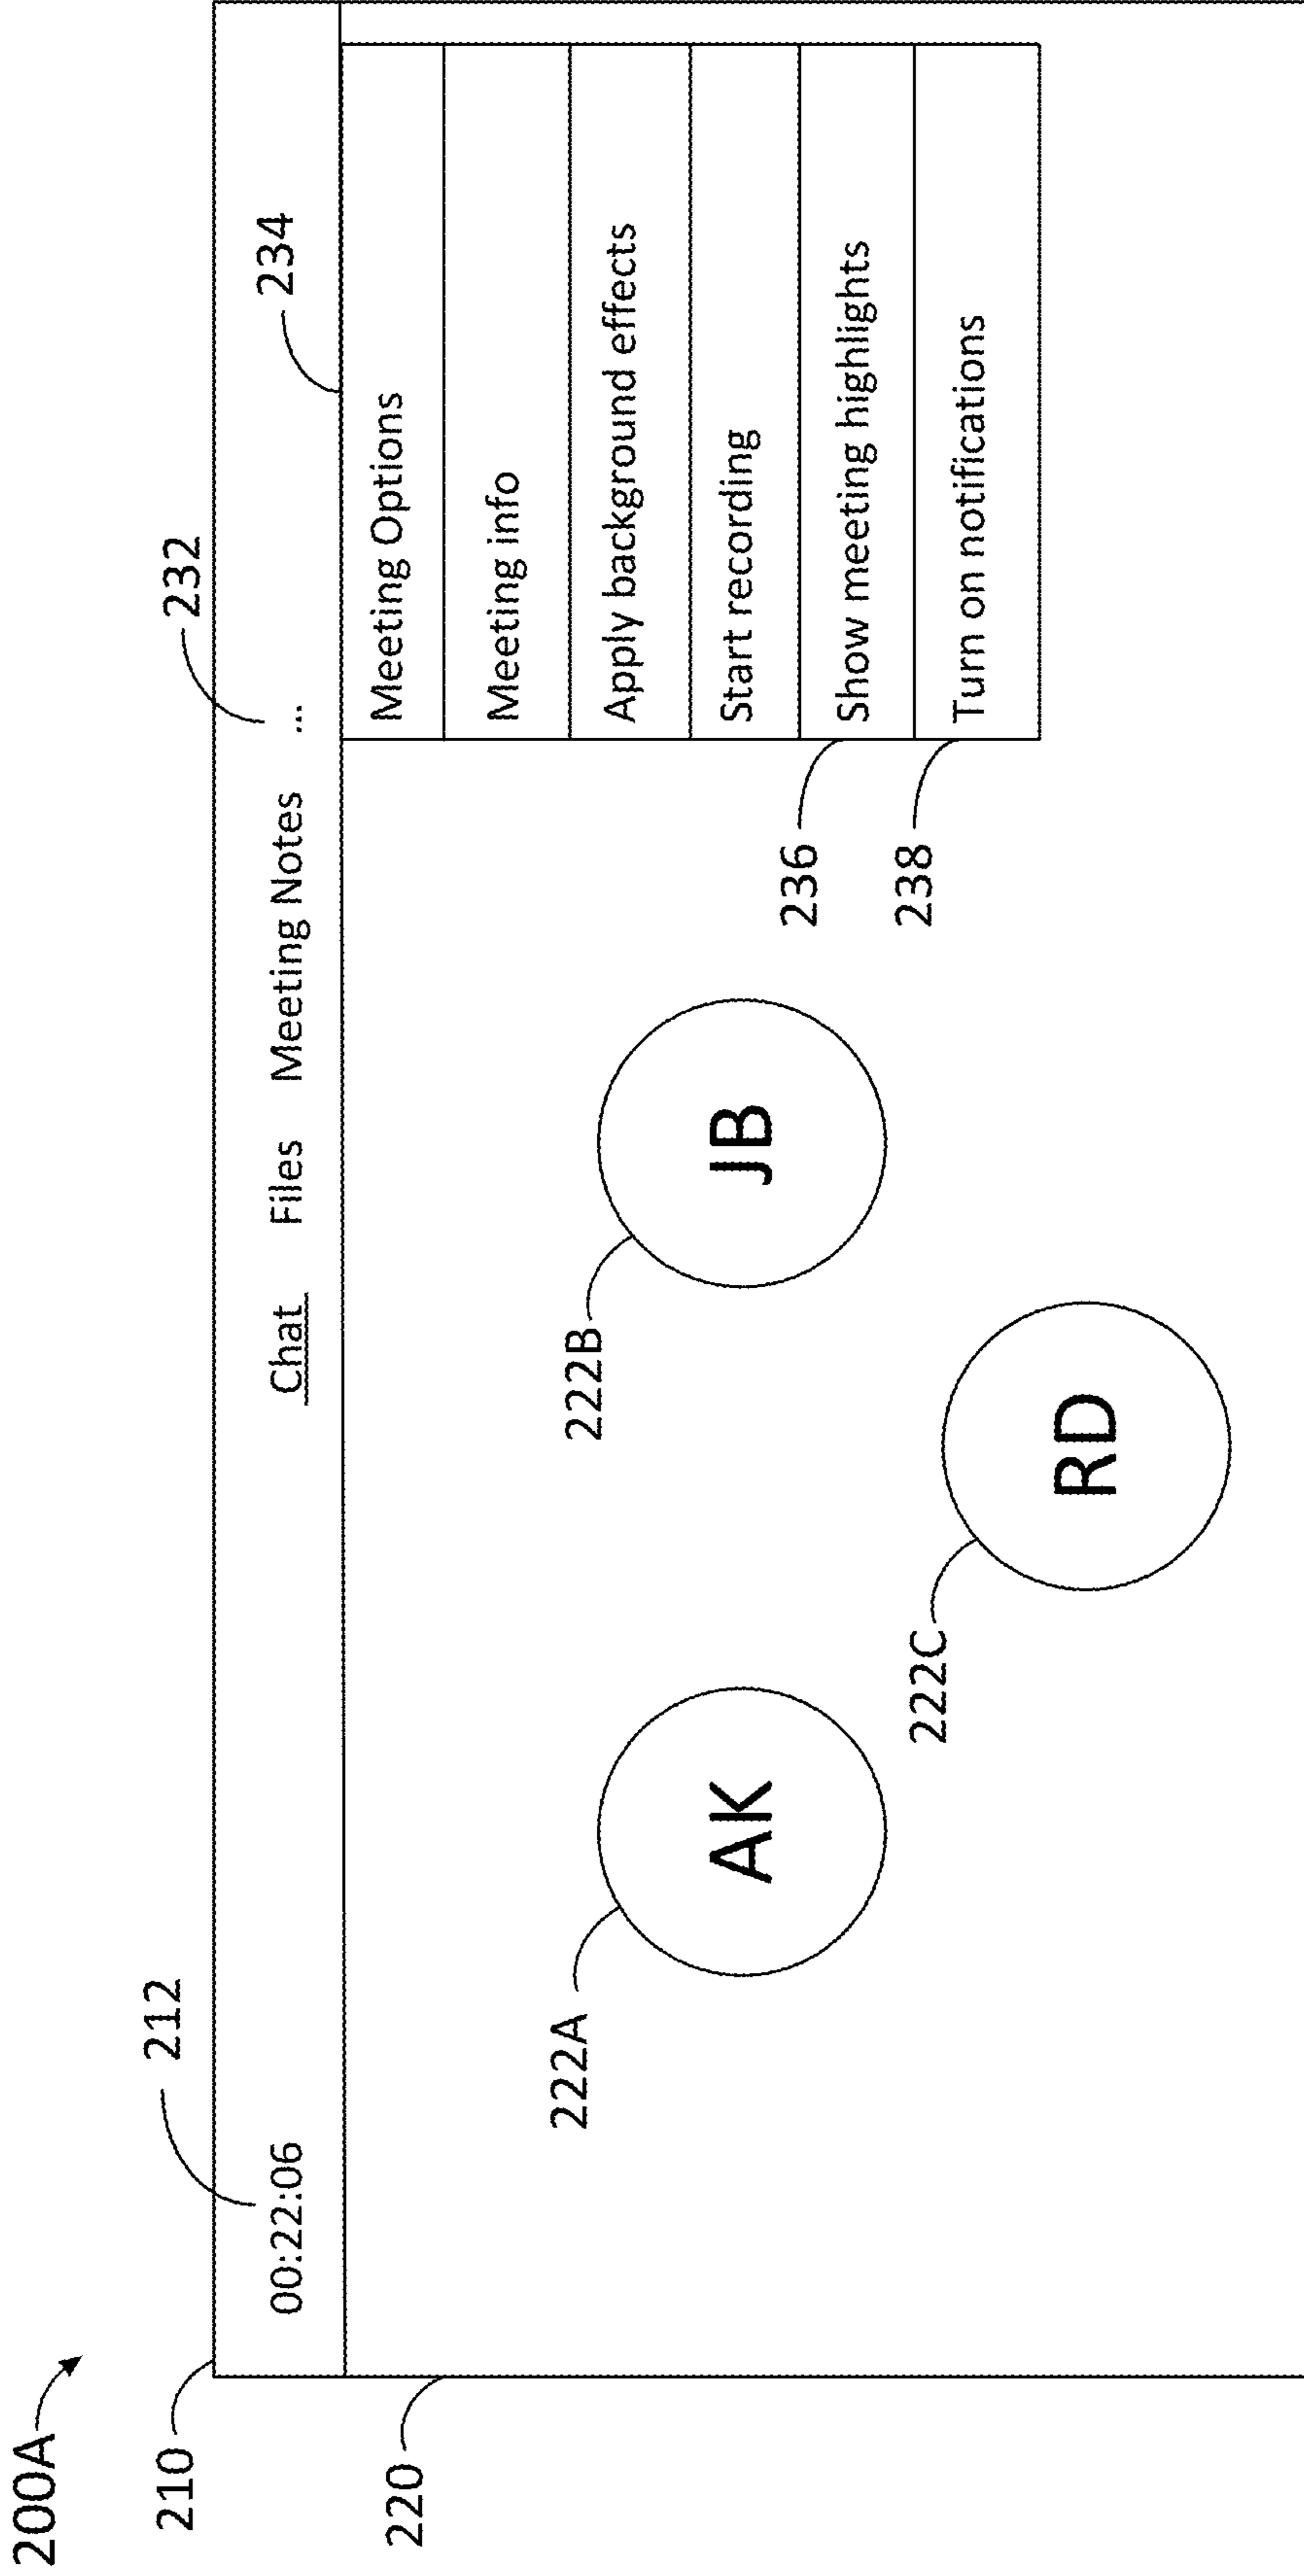 200A
210
212
232
234
00:22:06 Chat Files Meeting Notes ...
220
Meeting Options
Meeting info
Apply background effects
Start recording
Show meeting highlights
Turn on notifications
222A
222B
236
238
AK
JB
222C
RD